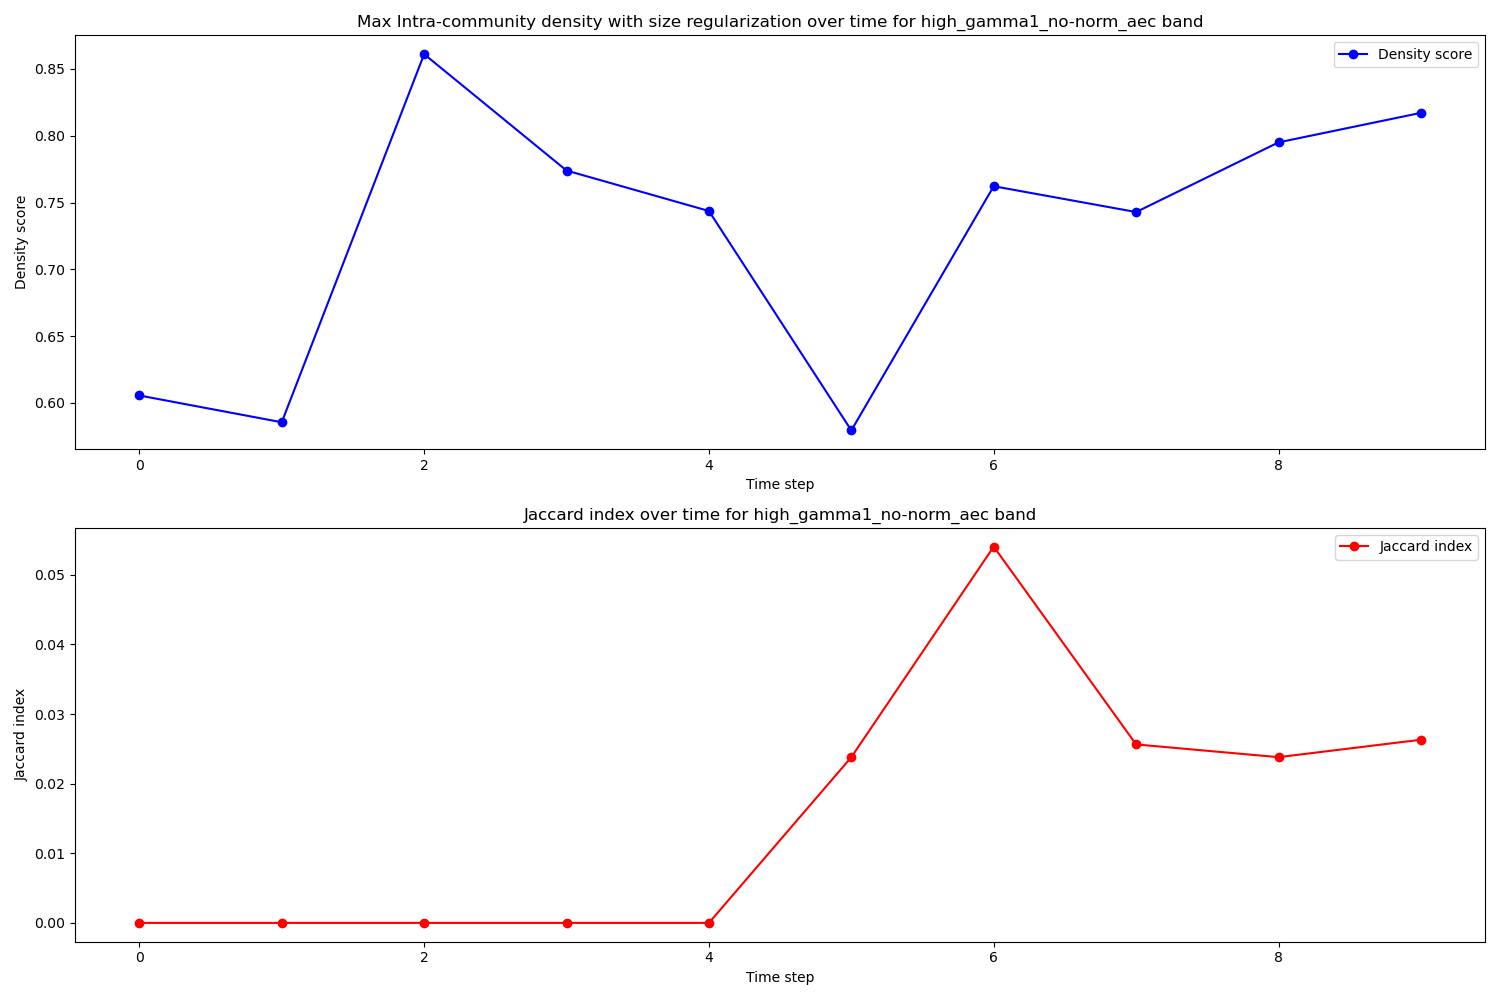 Max Intra-community density with size regularization over time for high_gamma1_no-norm_aec band
Density score
0.85
0.80
0.75
0.70
0.65
0.60
Density score
0 2 4 6 8
Time step
Jaccard index over time for high_gamma1_no-norm_aec band
Jaccard index
0.05
0.04
0.03
0.02
0.01
0.00
Jaccard index
0 2 4 6 8
Time step